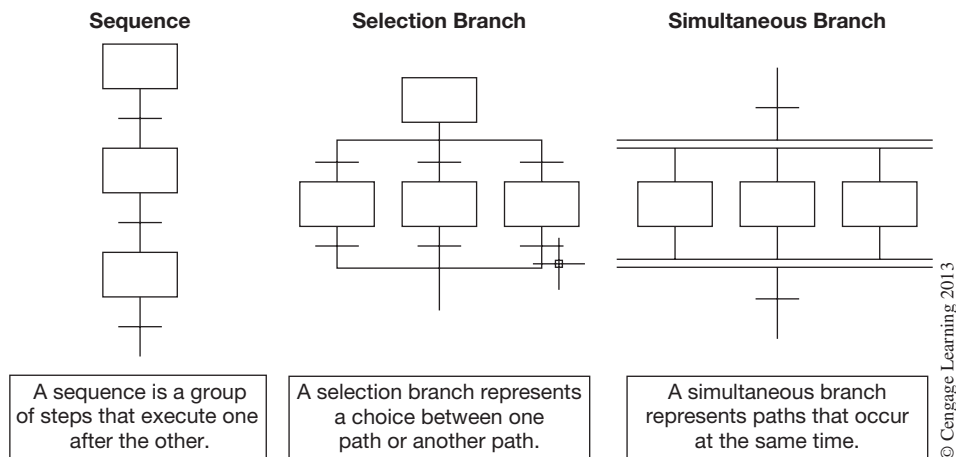 Sequence
Selection Branch
Simultaneous Branch
A sequence is a group
of steps that execute one
after the other.
A selection branch represents
a choice between one
path or another path.
A simultaneous branch
represents paths that occur
at the same time.
© Cengage Learning 2013